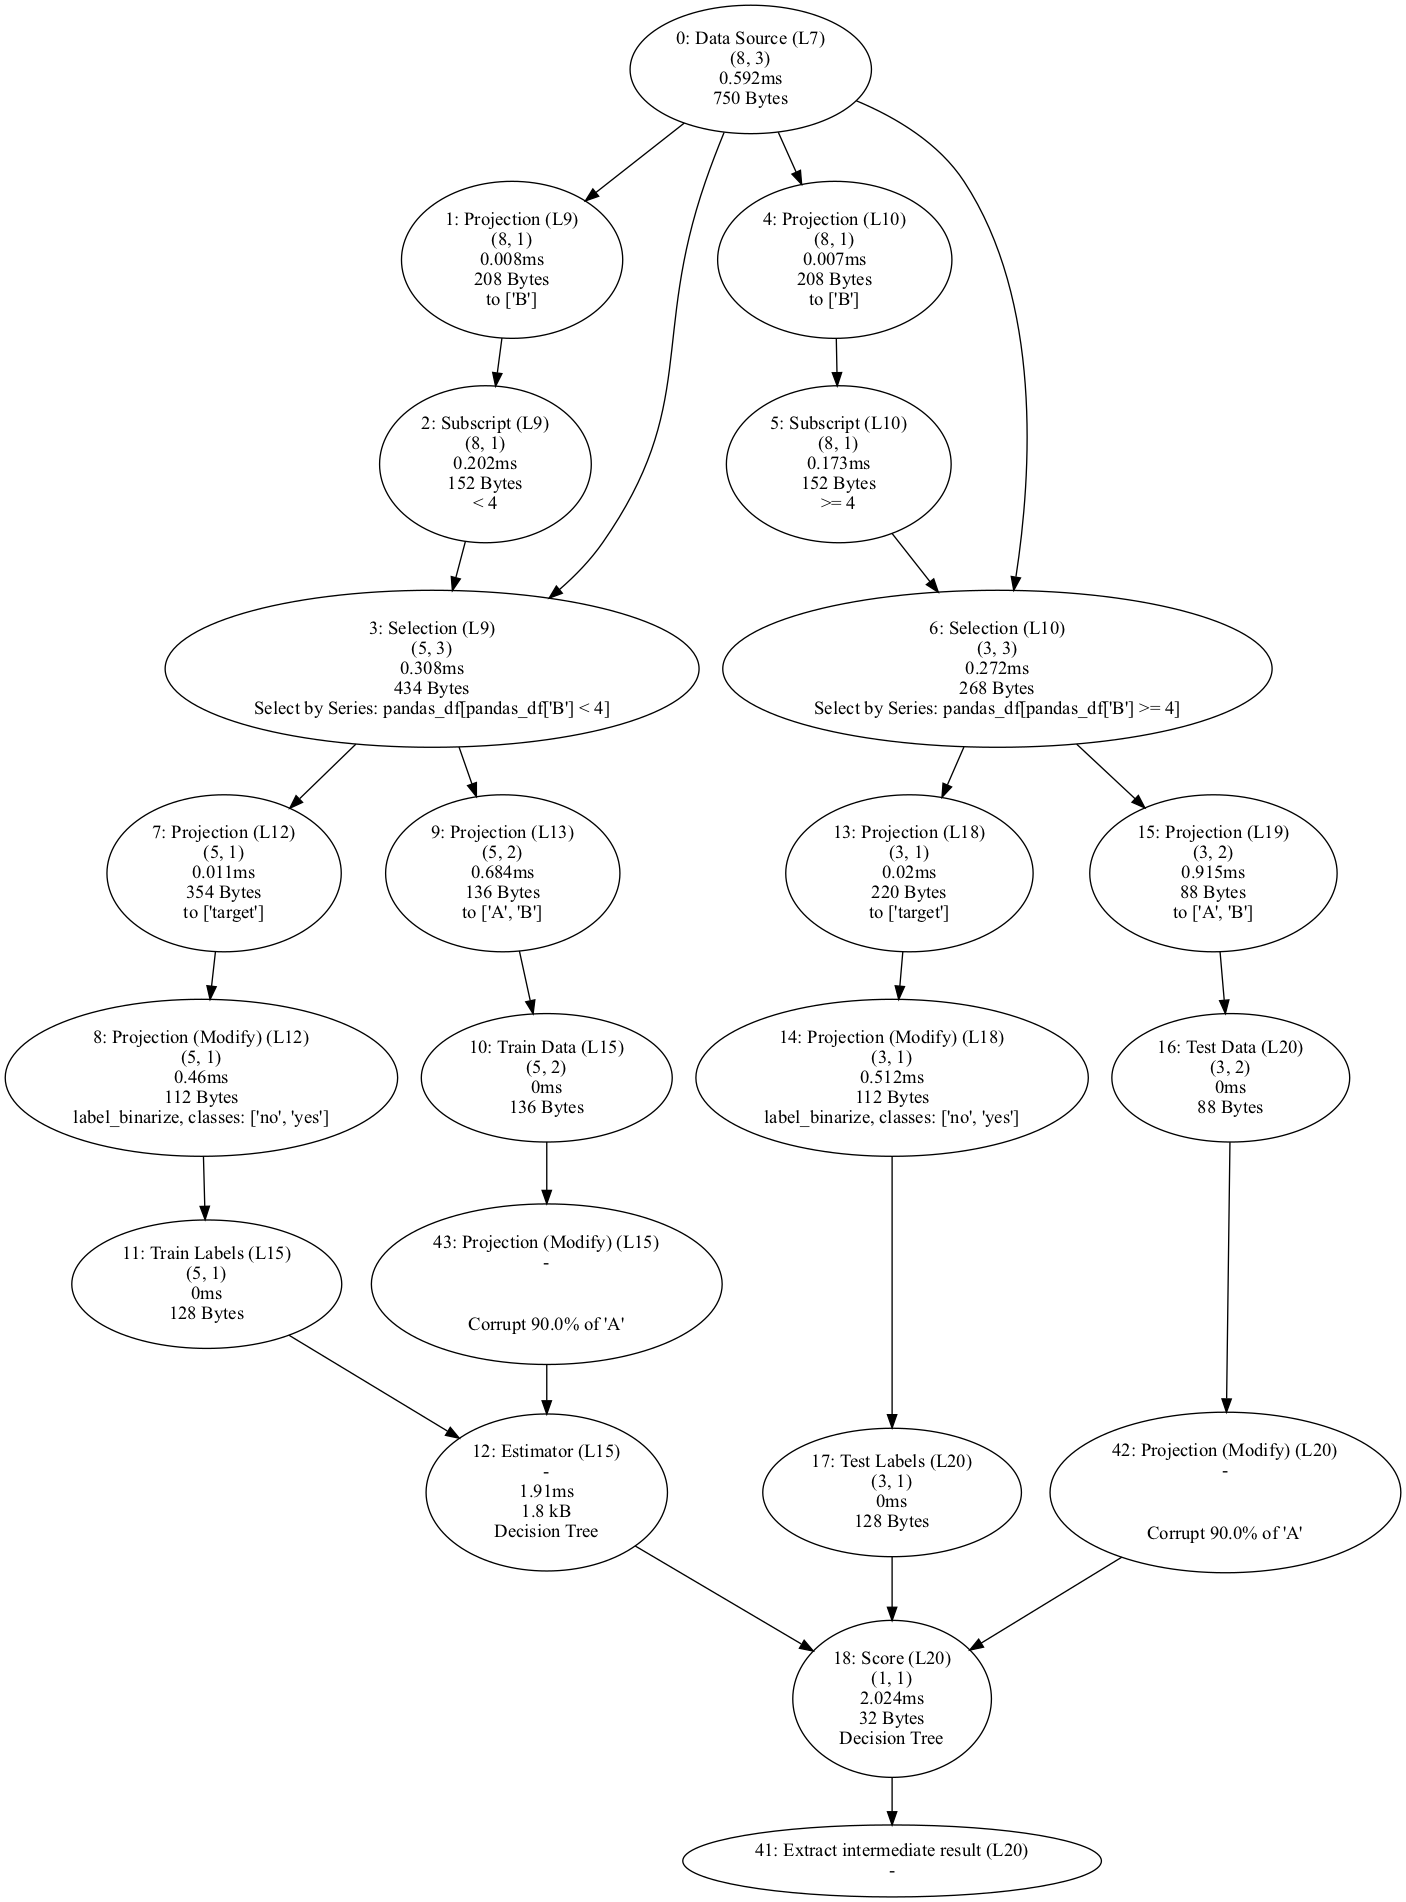 0: Data Source (L7)
(8, 3)
0.592ms
750 Bytes
1: Projection (L9)
(8, 1)
0.008ms
208 Bytes
to ['B']
4: Projection (L10)
(8, 1)
0.007ms
208 Bytes
to ['B']
2: Subscript (L9)
(8, 1)
0.202ms
152 Bytes
< 4
5: Subscript (L10)
(8, 1)
0.173ms
152 Bytes
>= 4
3: Selection (L9)
(5, 3)
0.308ms
434 Bytes
Select by Series: pandas_df[pandas_df['B'] < 4]
6: Selection (L10)
(3, 3)
0.272ms
268 Bytes
Select by Series: pandas_df[pandas_df['B'] >= 4]
7: Projection (L12)
(5, 1)
0.011ms
354 Bytes
to ['target']
9: Projection (L13)
(5, 2)
0.684ms
136 Bytes
to ['A', 'B']
13: Projection (L18)
(3, 1)
0.02ms
220 Bytes
to ['target']
15: Projection (L19)
(3, 2)
0.915ms
88 Bytes
to ['A', 'B']
8: Projection (Modify) (L12)
(5, 1)
0.46ms
112 Bytes
label_binarize, classes: ['no', 'yes']
10: Train Data (L15)
(5, 2)
0ms
136 Bytes
14: Projection (Modify) (L18)
(3, 1)
0.512ms
112 Bytes
label_binarize, classes: ['no', 'yes']
16: Test Data (L20)
(3, 2)
0ms
88 Bytes
11: Train Labels (L15)
(5, 1)
0ms
128 Bytes
43: Projection (Modify) (L15)
-
Corrupt 90.0% of 'A'
12: Estimator (L15)
-
1.91ms
1.8 kB
Decision Tree
17: Test Labels (L20)
(3, 1)
0ms
128 Bytes
42: Projection (Modify) (L20)
-
Corrupt 90.0% of 'A'
18: Score (L20)
(1, 1)
2.024ms
32 Bytes
Decision Tree
41: Extract intermediate result (L20)
-